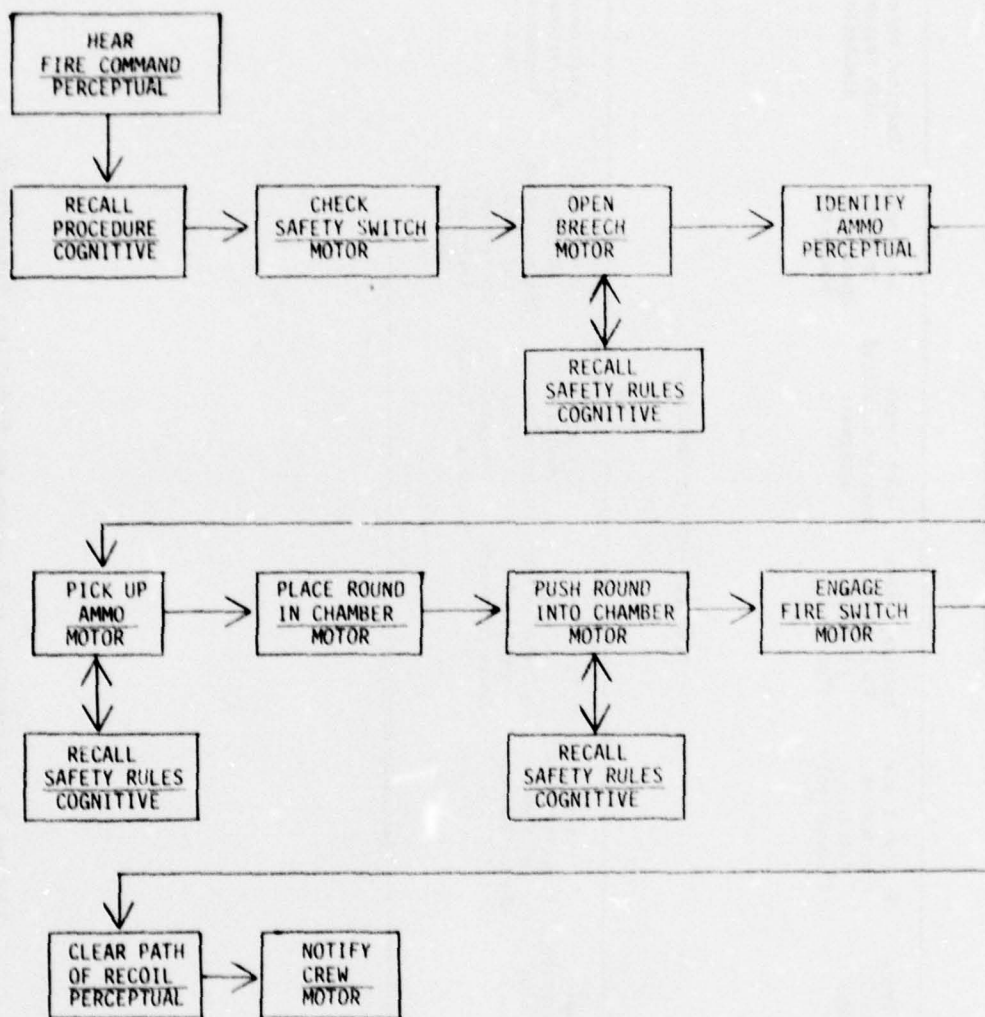 HEAR
FIRE COMMAND
PERCEPTUAL
RECALL
PROCEDURE
COGNITIVE
CHECK
SAFETY SWITCH
MOTOR
OPEN
BREECH
MOTOR
IDENTIFY
AMMO
PERCEPTUAL
RECALL
SAFETY RULES
COGNITIVE
PICK UP
AMMO
MOTOR
PLACE ROUND
IN CHAMBER
MOTOR
PUSH ROUND
INTO CHAMBER
MOTOR
ENGAGE
FIRE SWITCH
MOTOR
RECALL
SAFETY RULES
COGNITIVE
RECALL
SAFETY RULES
COGNITIVE
CLEAR PATH
OF RECOIL
PERCEPTUAL
NOTIFY
CREW
MOTOR